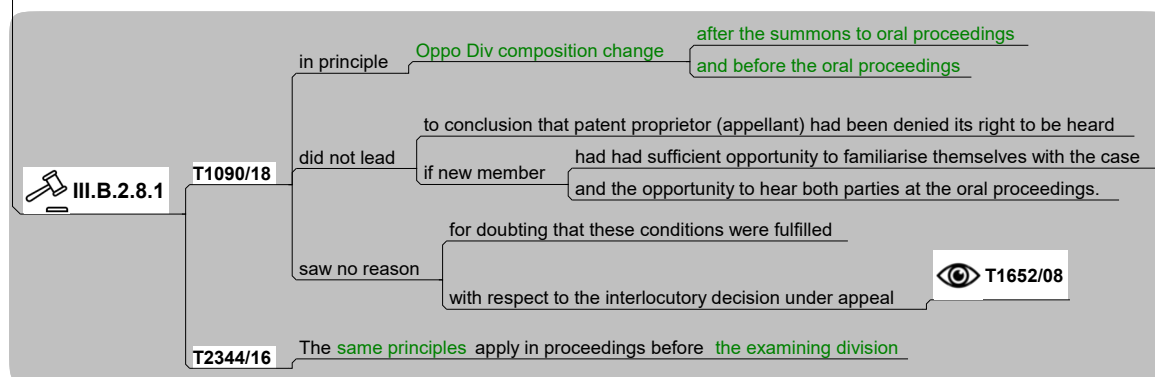 III.B.2.8.1
T1090/18
in principle
Oppo Div composition change
after the summons to oral proceedings
and before the oral proceedings
did not lead
to conclusion that patent proprietor (appellant) had been denied its right to be heard
if new member
had had sufficient opportunity to familiarise themselves with the case
and the opportunity to hear both parties at the oral proceedings.
saw no reason
for doubting that these conditions were fulfilled
with respect to the interlocutory decision under appeal
T1652/08
T2344/16
The same principles apply in proceedings before the examining division